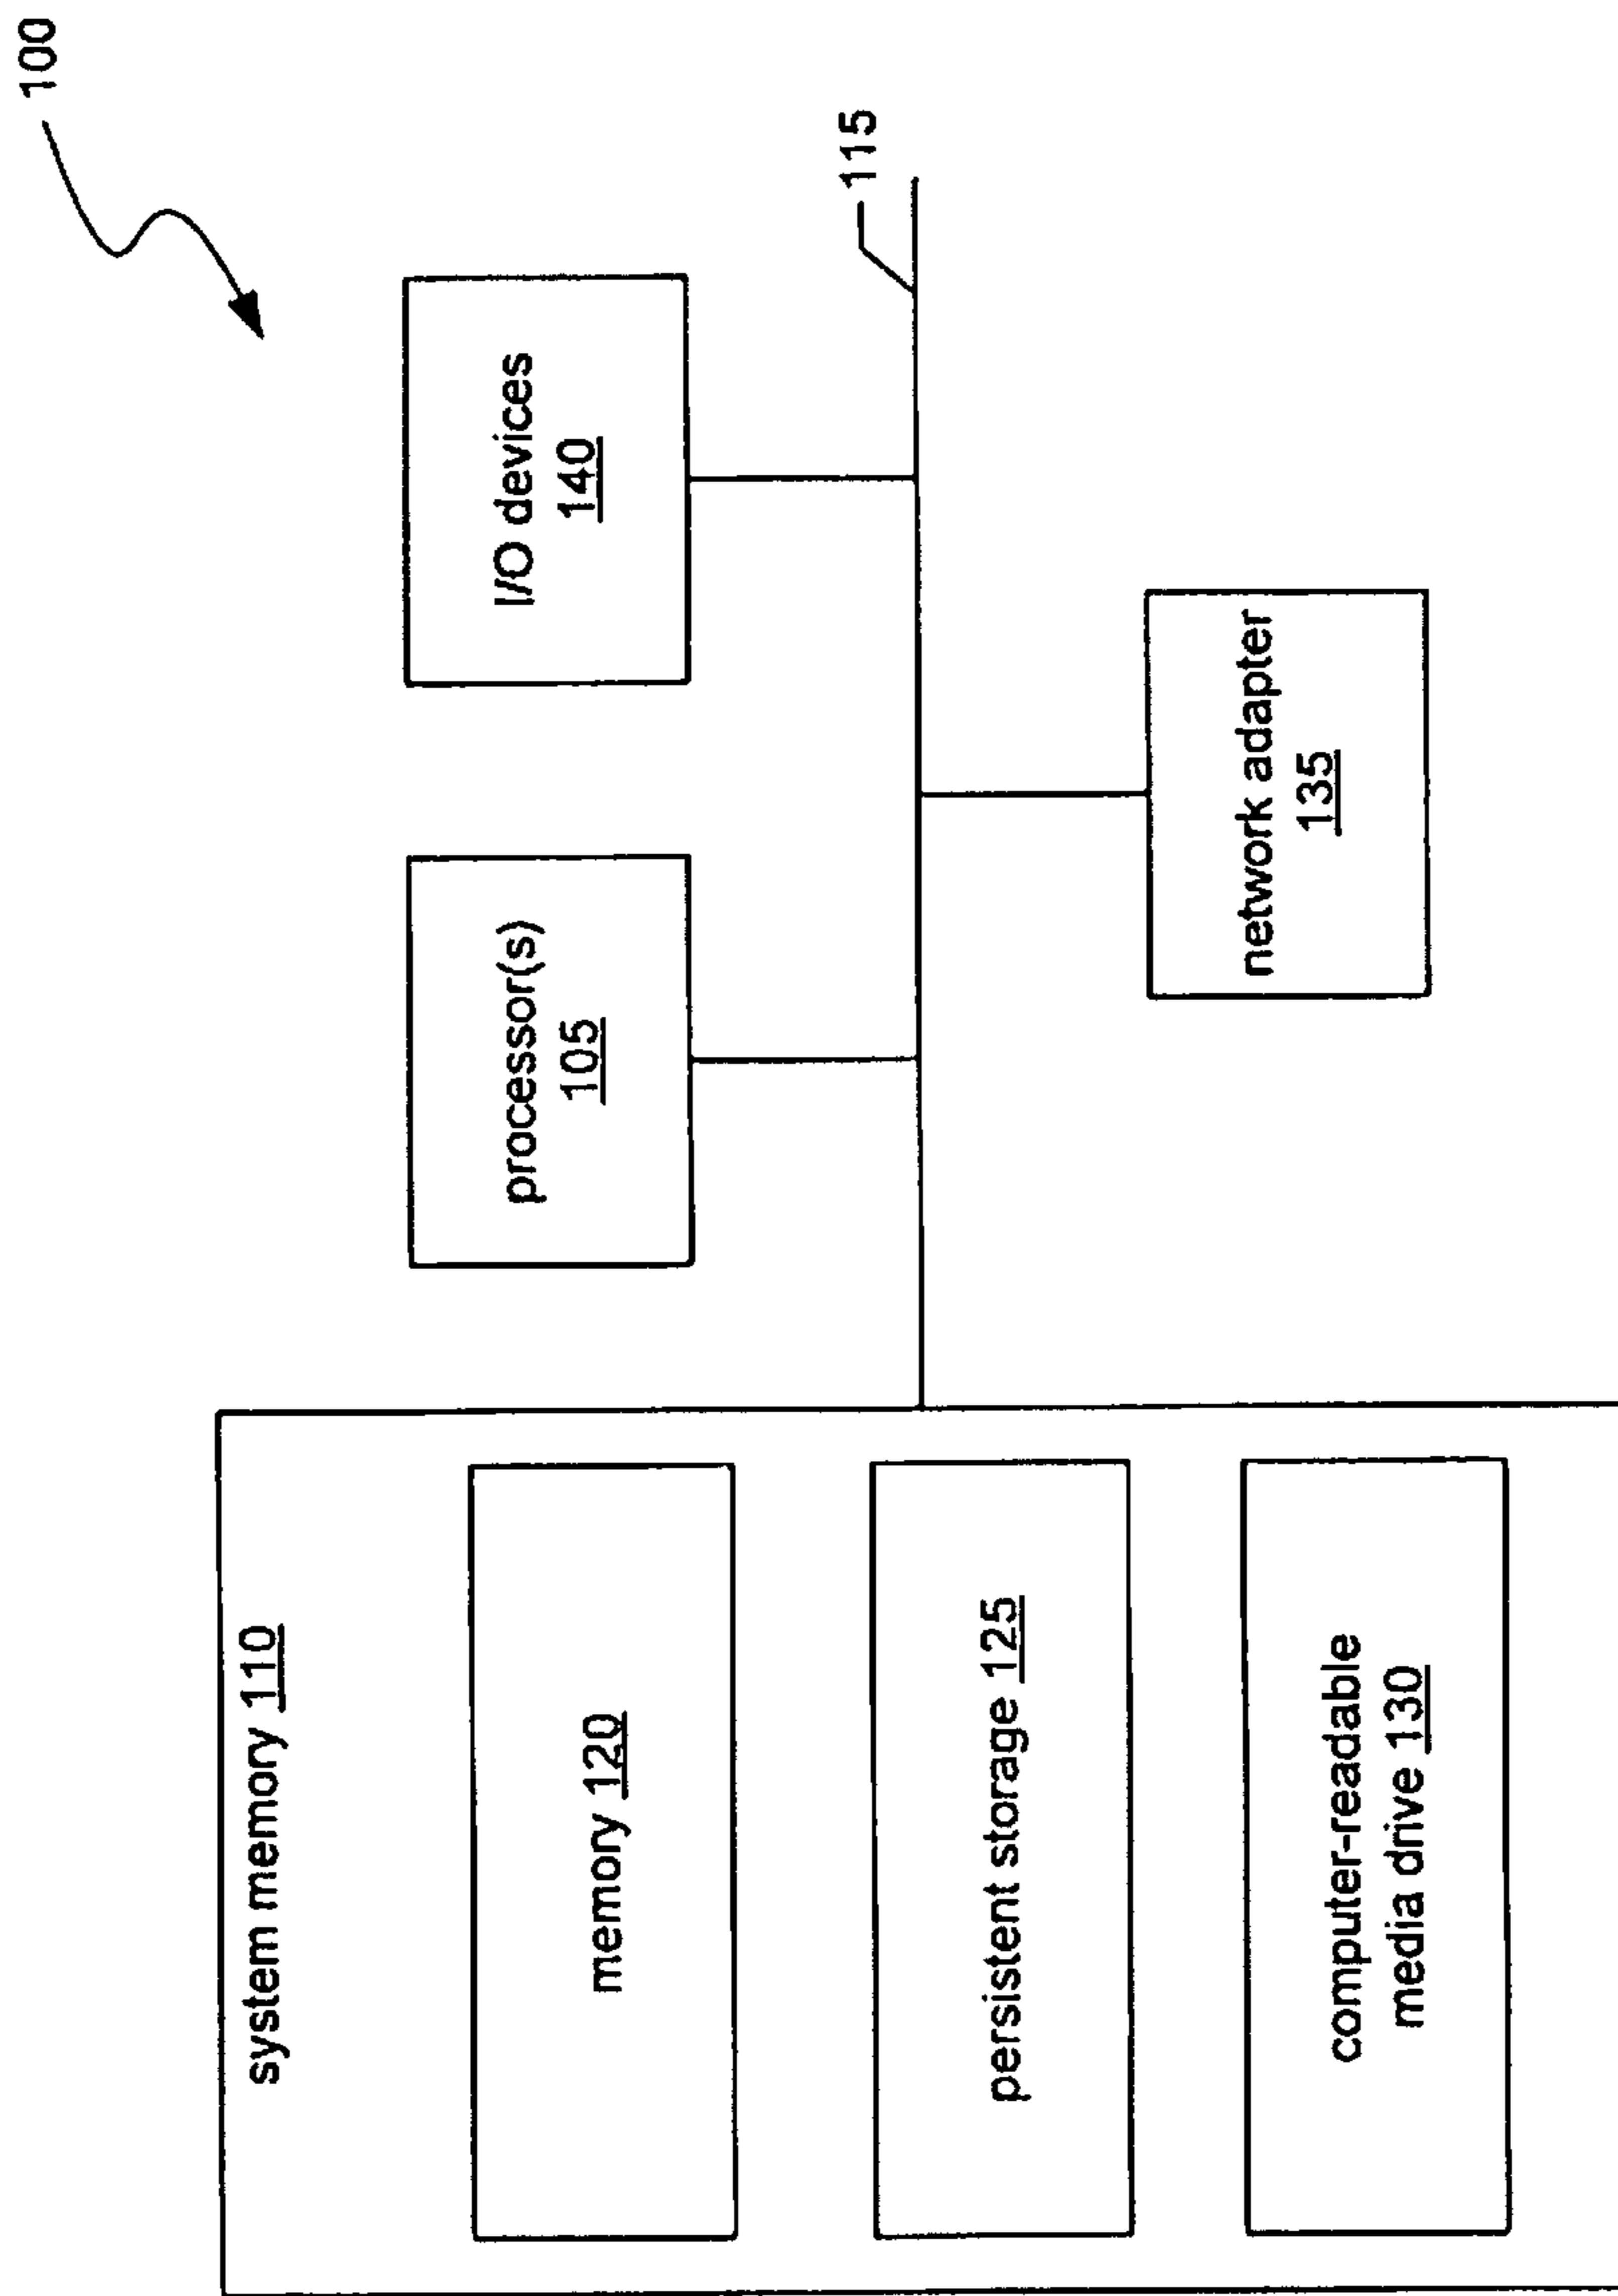 100
system memory 110
memory 120
persistent storage 125
computer-readable
media drive 130
processor(s)
105
I/O devices
140
115
network adapter
135